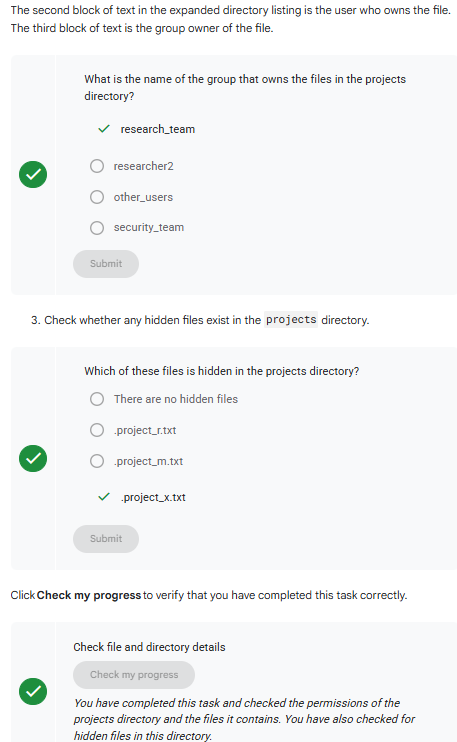 The second block of text in the expanded directory listing is the user who owns the file.
The third block of text is the group owner of the file.
What is the name of the group that owns the files in the projects
directory?
research_team
researcher2
other_users
security_team
Submit
3. Check whether any hidden files exist in the projects directory.
Which of these files is hidden in the projects directory?
There are no hidden files
.project_r.txt
.project_m.txt
.project_x.txt
Submit
Click Check my progress to verify that you have completed this task correctly.
Check file and directory details
Check my progress
You have completed this task and checked the permissions of the
projects directory and the files it contains. You have also checked for
hidden files in this directory.